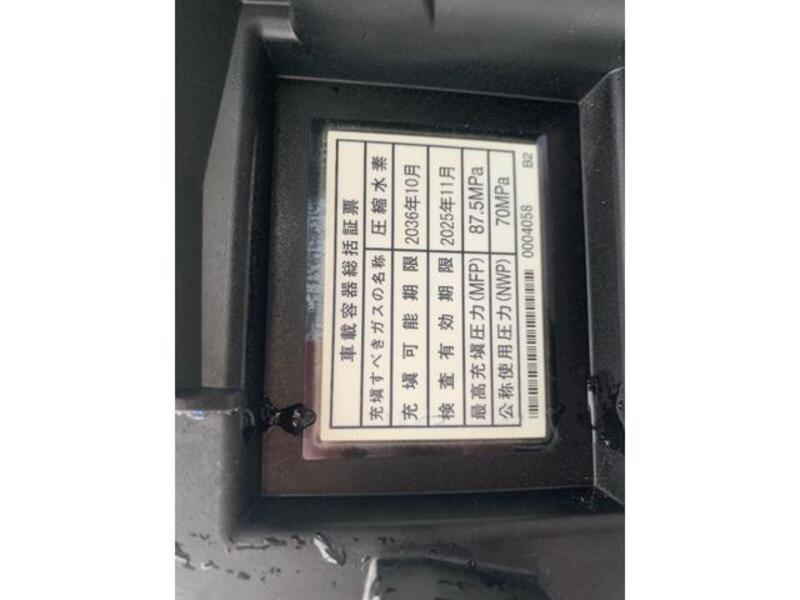 車載容器総括証票
充塡すべきガスの名称 圧縮水素
充塡可能期限 2036年10月
検査有効期限 2025年11月
最高充塡圧力(MFP) 87.5MPa
公称使用圧力(NWP) 70MPa
0004058 B2